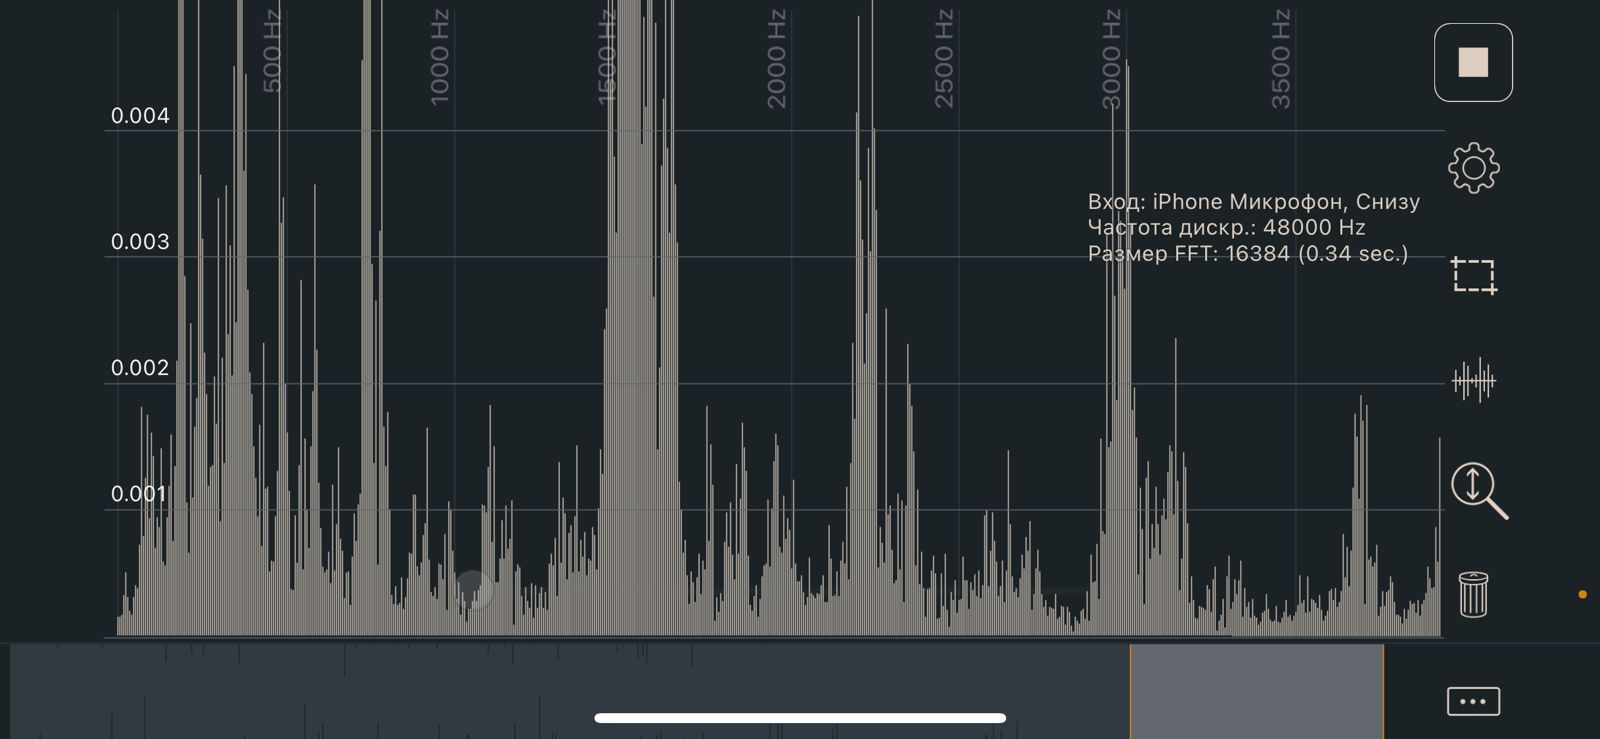 500 Hz
1000 Hz
1500 Hz
2000 Hz
2500 Hz
3000 Hz
3500 Hz
0.004
0.003
0.002
0.001
Вход: iPhone Микрофон, Снизу
Частота дискр.: 48000 Hz
Размер FFT: 16384 (0.34 sec.)